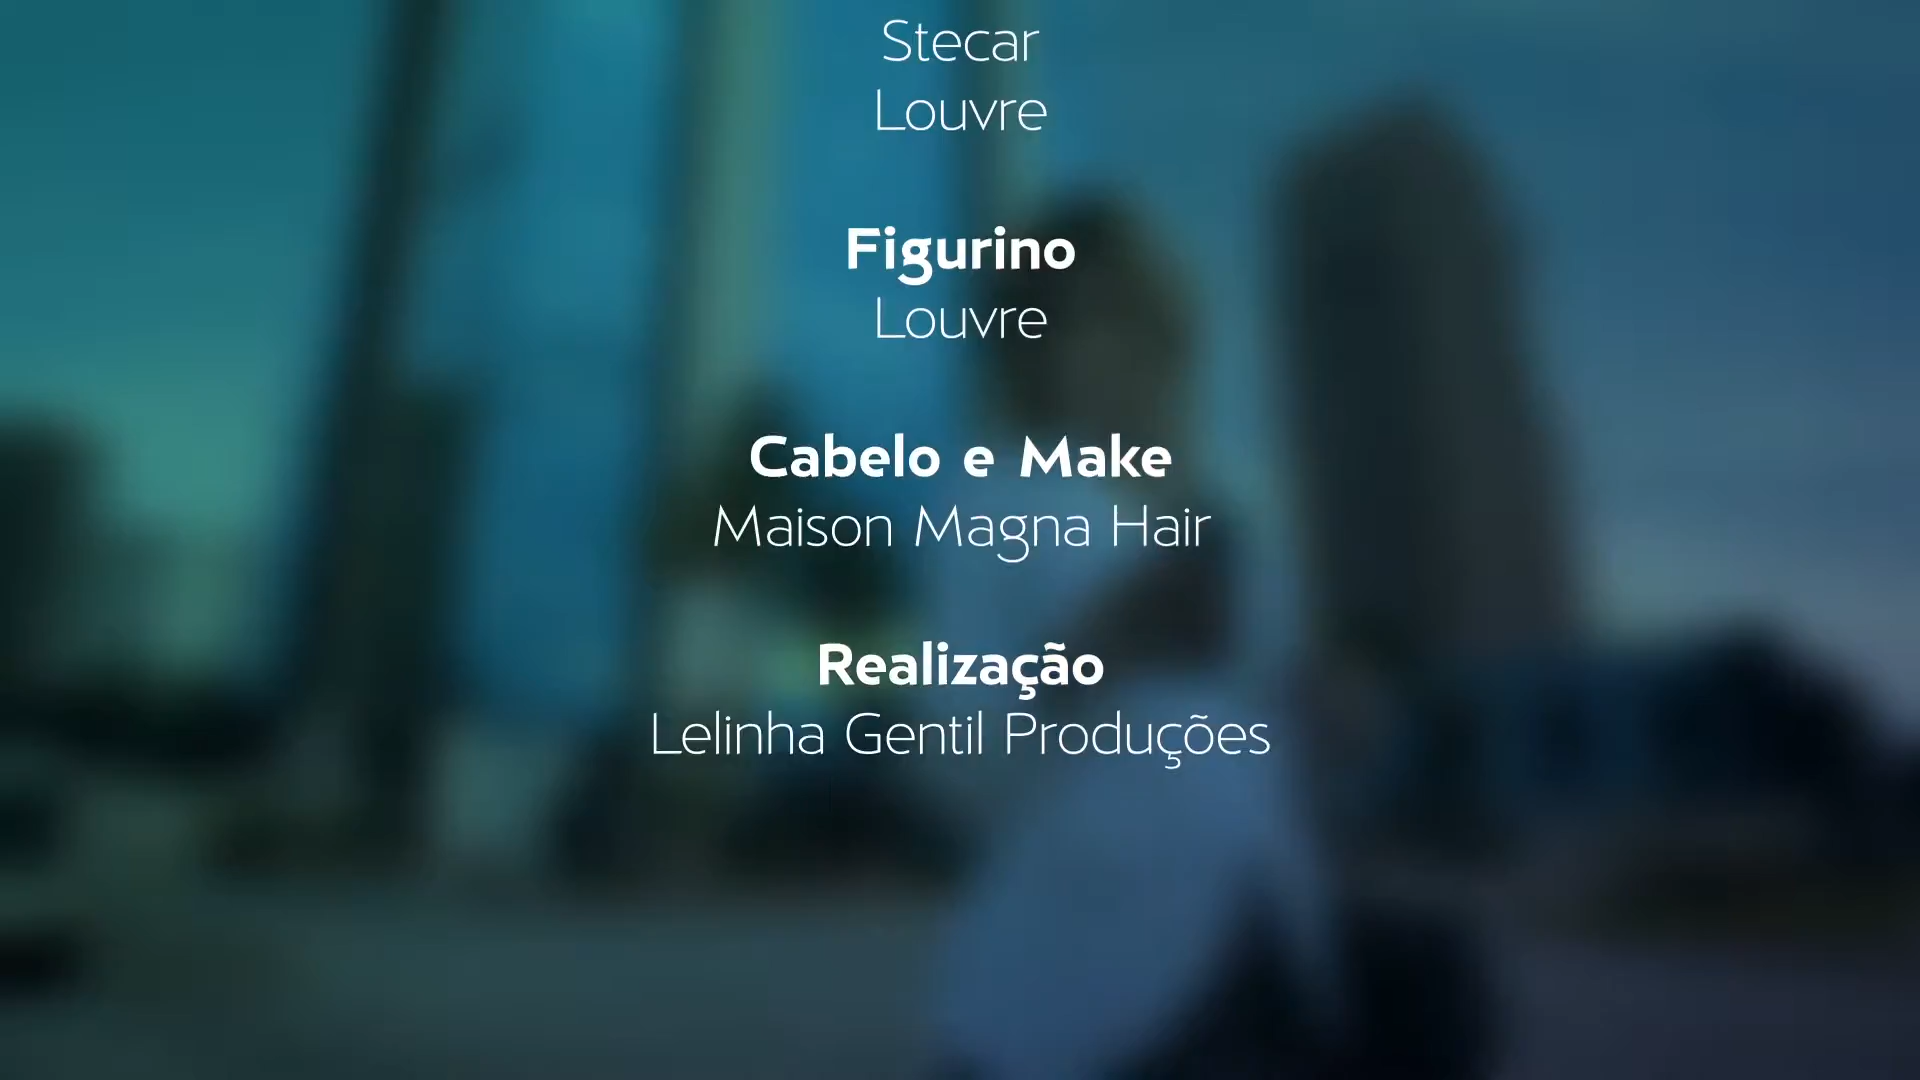 Stecar
Louvre
Figurino
Louvre
Cabelo e Make
Maison Magna Hair
Realização
Lelinha Gentil Produções